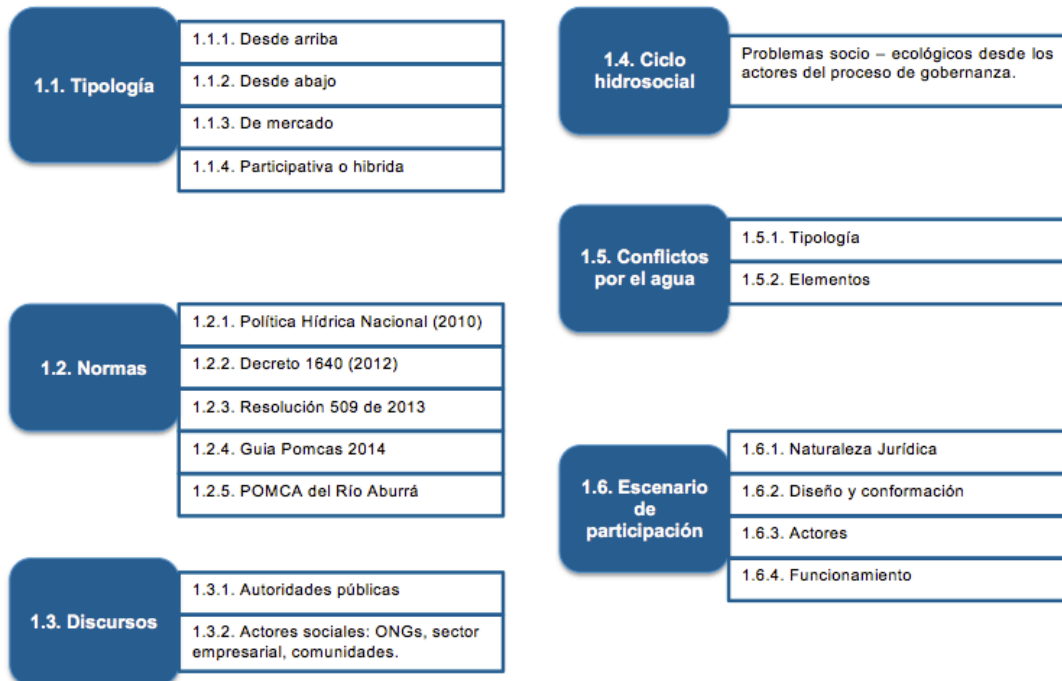 1.1. Tipología
1.1.1. Desde arriba
1.1.2. Desde abajo
1.1.3. De mercado
1.1.4. Participativa o hibrida
1.2. Normas
1.2.1. Política Hídrica Nacional (2010)
1.2.2. Decreto 1640 (2012)
1.2.3. Resolución 509 de 2013
1.2.4. Guia Pomcas 2014
1.2.5. POMCA del Río Aburrá
1.3. Discursos
1.3.1. Autoridades públicas
1.3.2. Actores sociales: ONGs, sector
empresarial, comunidades.
1.4. Ciclo
hidrosocial
Problemas socio – ecológicos desde los
actores del proceso de gobernanza.
1.5. Conflictos
por el agua
1.5.1. Tipología
1.5.2. Elementos
1.6. Escenario
de
participación
1.6.1. Naturaleza Jurídica
1.6.2. Diseño y conformación
1.6.3. Actores
1.6.4. Funcionamiento